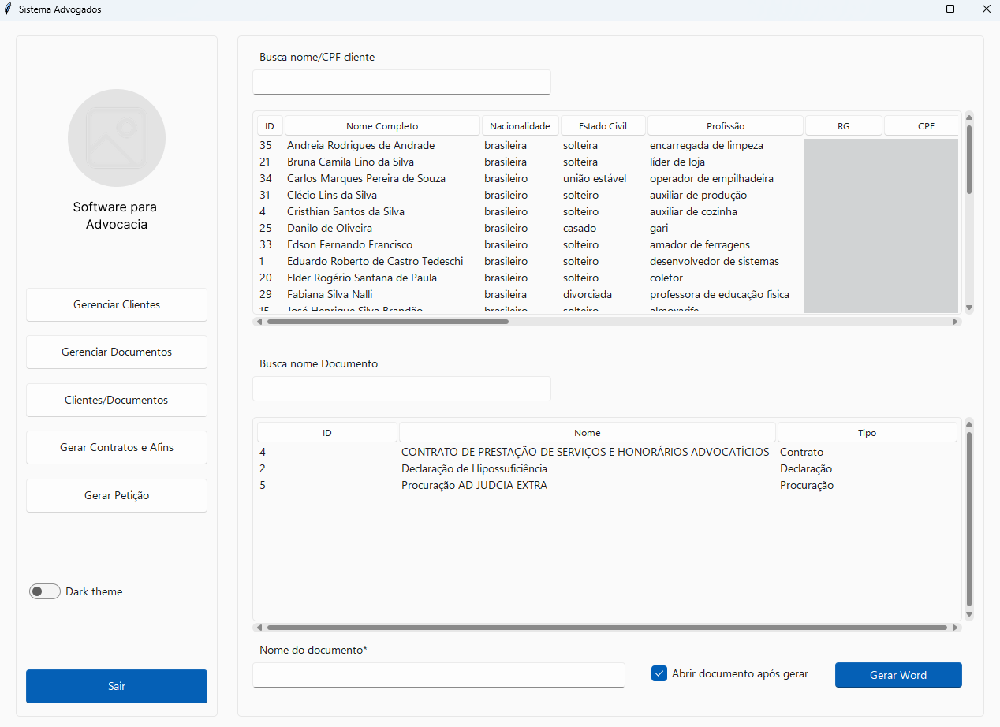 Sistema Advogados
Software para
Advocacia
Gerenciar Clientes
Gerenciar Documentos
Clientes/Documentos
Gerar Contratos e Afins
Gerar Petição
Dark theme
Sair
Busca nome/CPF cliente
ID Nome Completo Nacionalidade Estado Civil Profissão RG CPF
35 Andreia Rodrigues de Andrade brasileira solteira encarregada de limpeza
21 Bruna Camila Lino da Silva brasileira solteira líder de loja
34 Carlos Marques Pereira de Souza brasileiro união estável operador de empilhadeira
31 Clécio Lins da Silva brasileiro solteiro auxiliar de produção
4 Cristhian Santos da Silva brasileiro solteiro auxiliar de cozinha
25 Danilo de Oliveira brasileiro casado gari
33 Edson Fernando Francisco brasileiro solteiro amador de ferragens
1 Eduardo Roberto de Castro Tedeschi brasileiro solteiro desenvolvedor de sistemas
20 Elder Rogério Santana de Paula brasileiro solteiro coletor
29 Fabiana Silva Nalli brasileira divorciada professora de educação fisica
15 José Henrique Silva Brandão brasileiro solteiro almoxarife
Busca nome Documento
ID Nome Tipo
4 CONTRATO DE PRESTAÇÃO DE SERVIÇOS E HONORÁRIOS ADVOCATÍCIOS Contrato
2 Declaração de Hipossuficiência Declaração
5 Procuração AD JUDCIA EXTRA Procuração
Nome do documento*
Abrir documento após gerar
Gerar Word